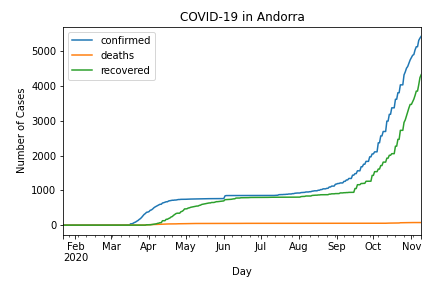 COVID-19 in Andorra
confirmed
deaths
recovered
Number of Cases
5000
4000
3000
2000
1000
0
Feb Mar Apr May Jun Jul Aug Sep Oct Nov
2020
Day